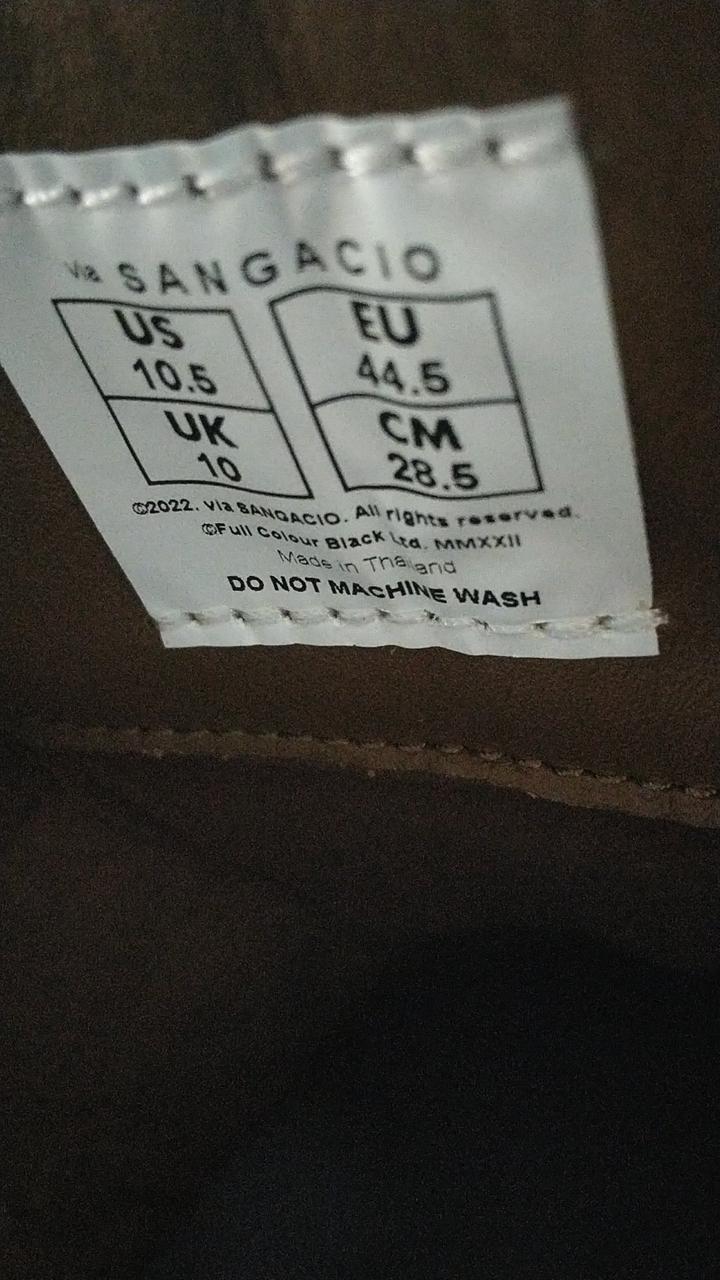 via SANGACIO
US
10.5
EU
44.5
UK
10
CM
28.5
©2022. via SANGACIO. All rights reserved.
©Full Colour Black Ltd. MMXXII
Made in Thailand
DO NOT MACHINE WASH